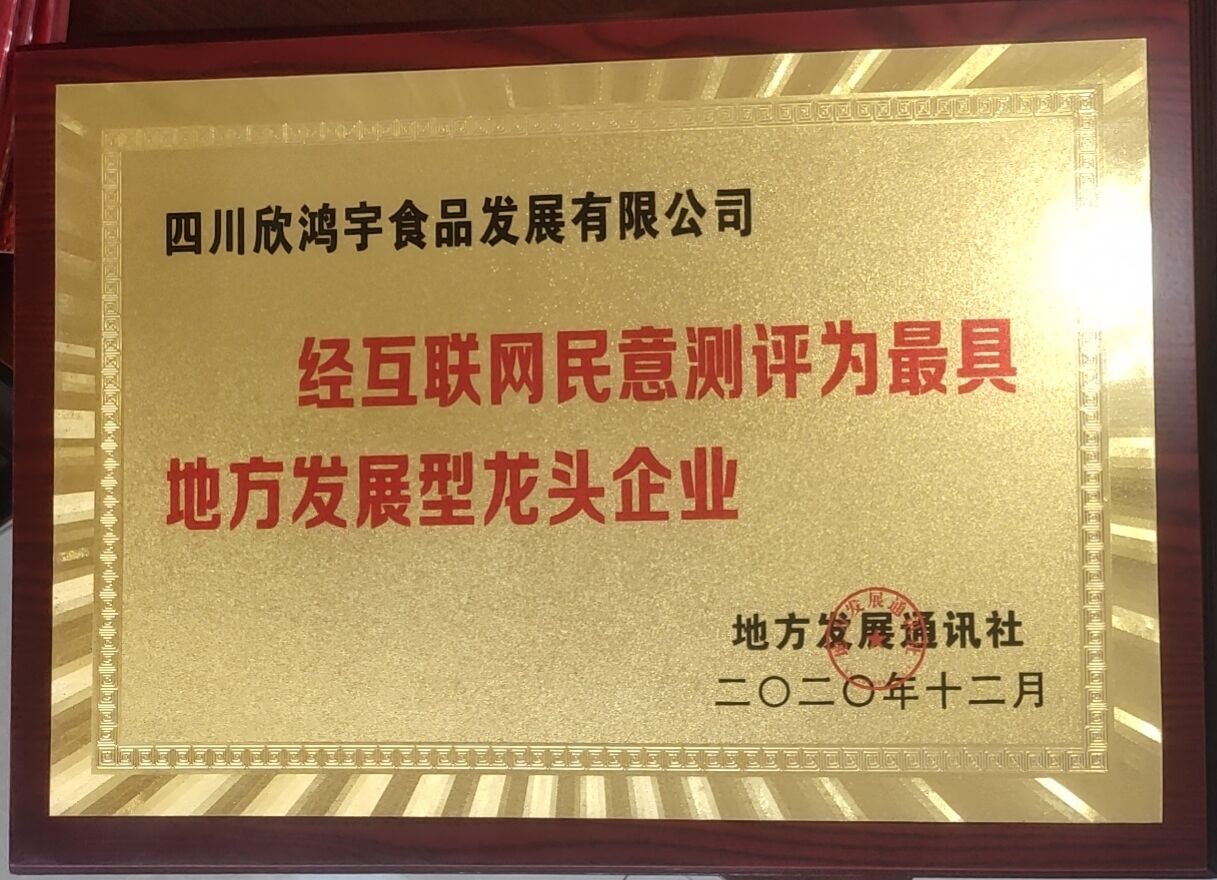 四川欣鸿宇食品发展有限公司
经互联网民意测评为最具
地方发展型龙头企业
地方发展通讯社
二〇二〇年十二月